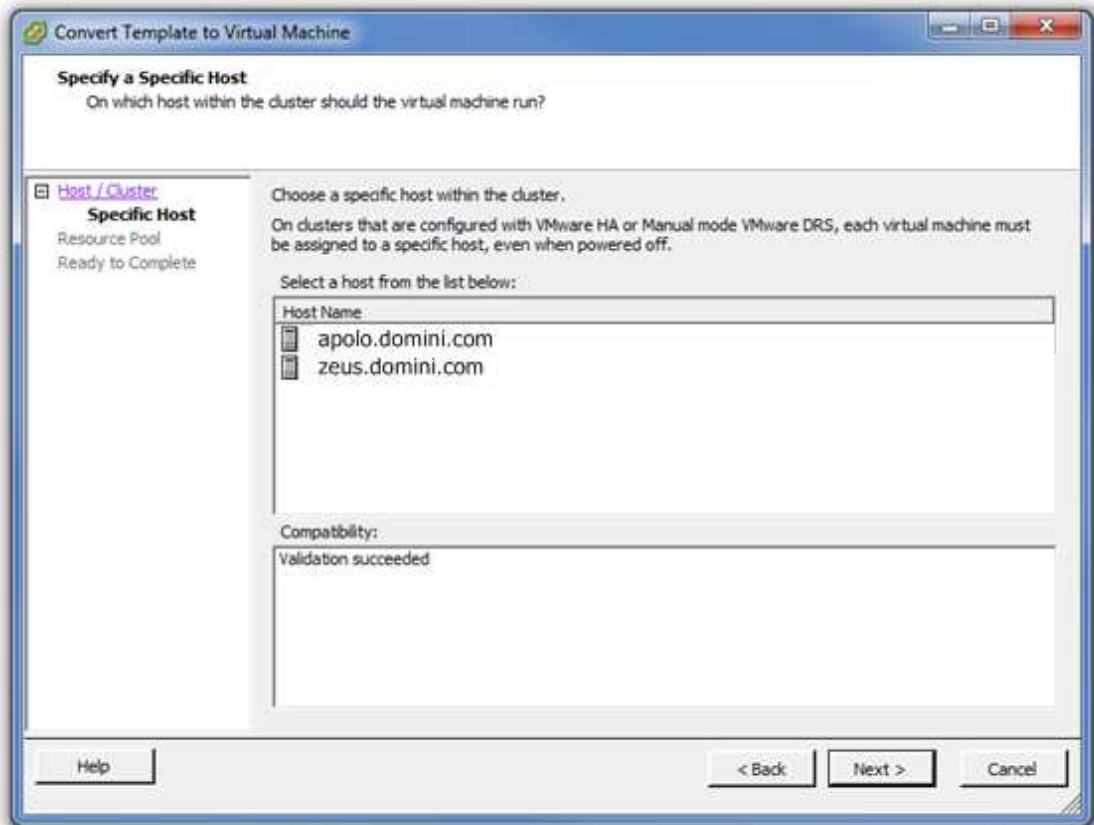 Convert Template to Virtual Machine
Specify a Specific Host
On which host within the cluster should the virtual machine run?
Host / Cluster
Specific Host
Resource Pool
Ready to Complete
Choose a specific host within the cluster.
On clusters that are configured with VMware HA or Manual mode VMware DRS, each virtual machine must
be assigned to a specific host, even when powered off.
Select a host from the list below:
Host Name
apolo.domini.com
zeus.domini.com
Compatibility:
Validation succeeded
Help
< Back
Next >
Cancel